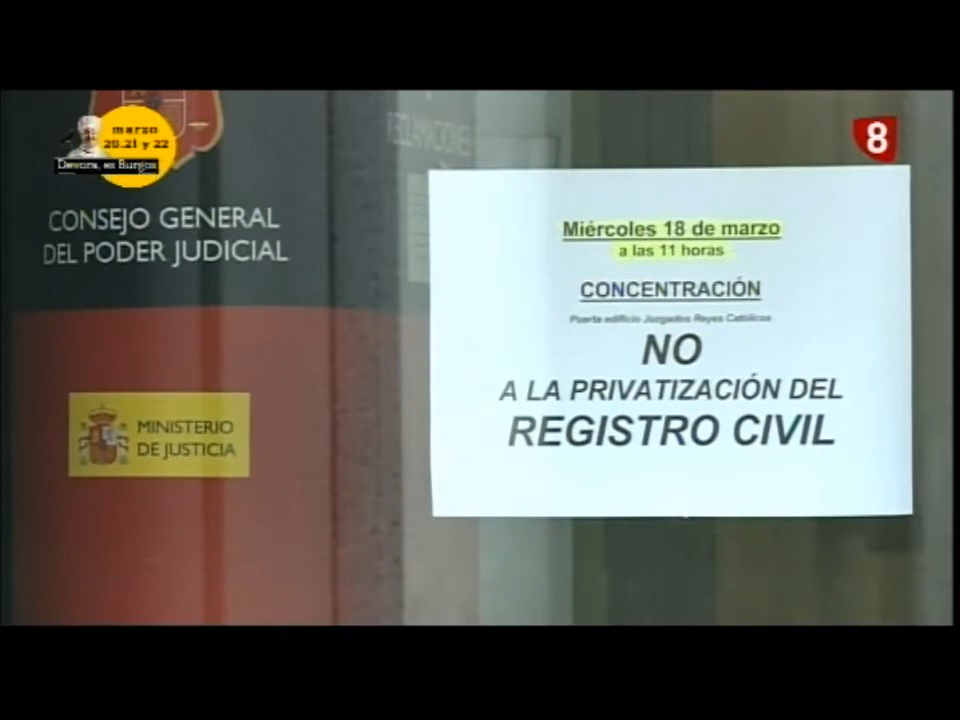 marzo
20.21 y 22
Devora, es Burgos
8
CONSEJO GENERAL
DEL PODER JUDICIAL
MINISTERIO
DE JUSTICIA
RECLAMACIONES
Miércoles 18 de marzo
a las 11 horas
CONCENTRACIÓN
Puerta edificio Juzgados Reyes Católicos
NO
A LA PRIVATIZACIÓN DEL
REGISTRO CIVIL